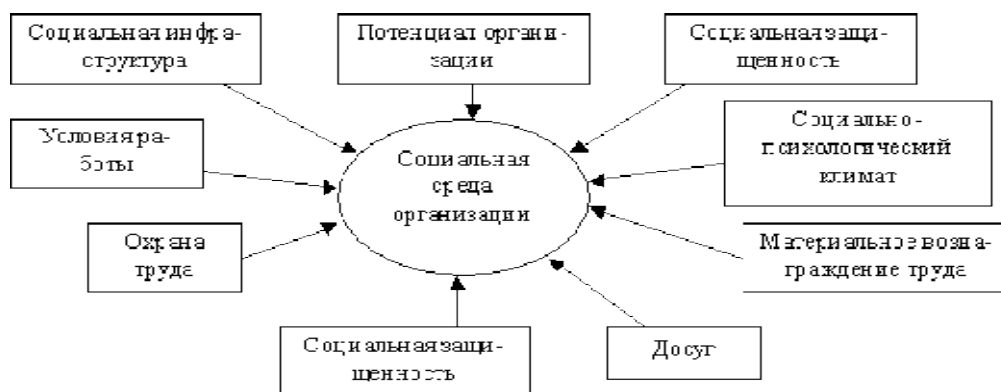 Социальная инфра-
структура
Потенциал органи-
зации
Социальная защи-
щенность
Условия ра-
боты
Социальная
среда
организации
Социально-
психологический
климат
Охрана
труда
Материальное возна-
граждение труда
Социальная защи-
щенность
Досуг